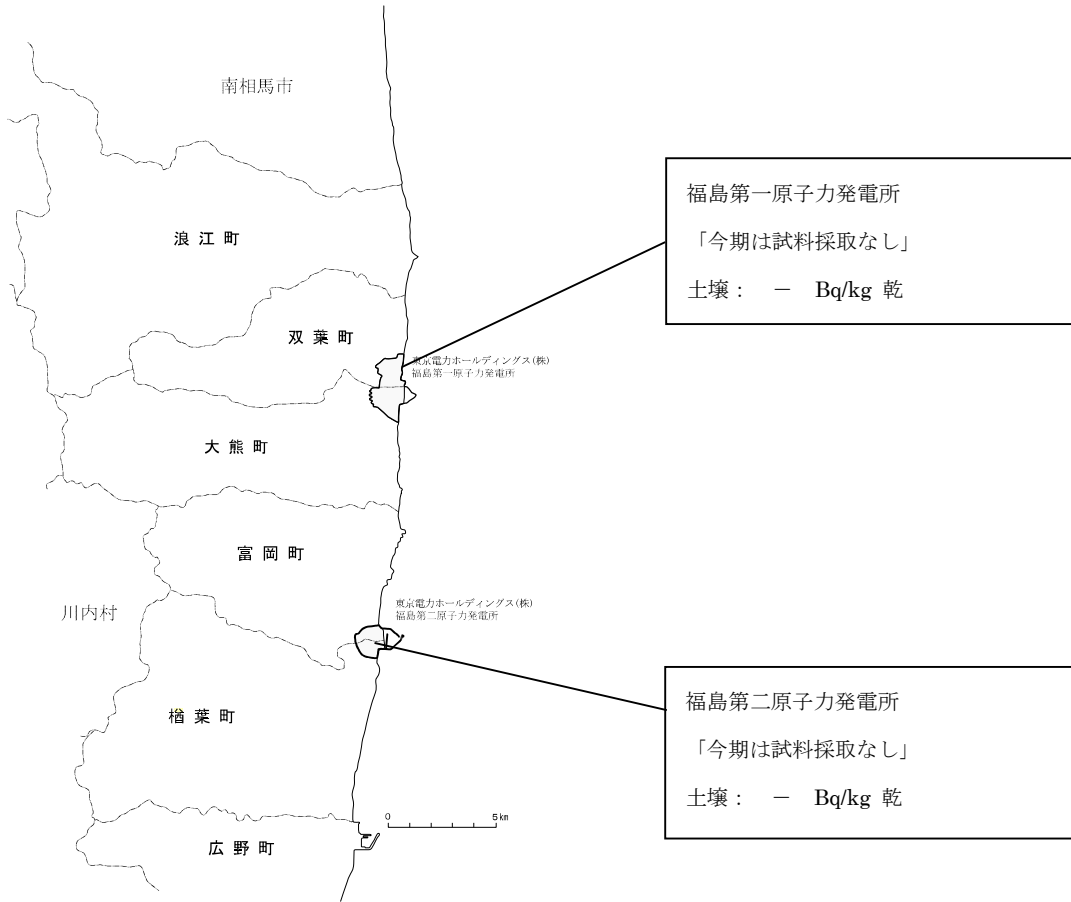 南相馬市
福島第一原子力発電所
「今期は試料採取なし」
土壌： － Bq/kg 乾
浪江町
双葉町
東京電力ホールディングス(株)
福島第一原子力発電所
大熊町
富岡町
東京電力ホールディングス(株)
福島第二原子力発電所
川内村
福島第二原子力発電所
「今期は試料採取なし」
土壌： － Bq/kg 乾
楢葉町
0 5km
広野町